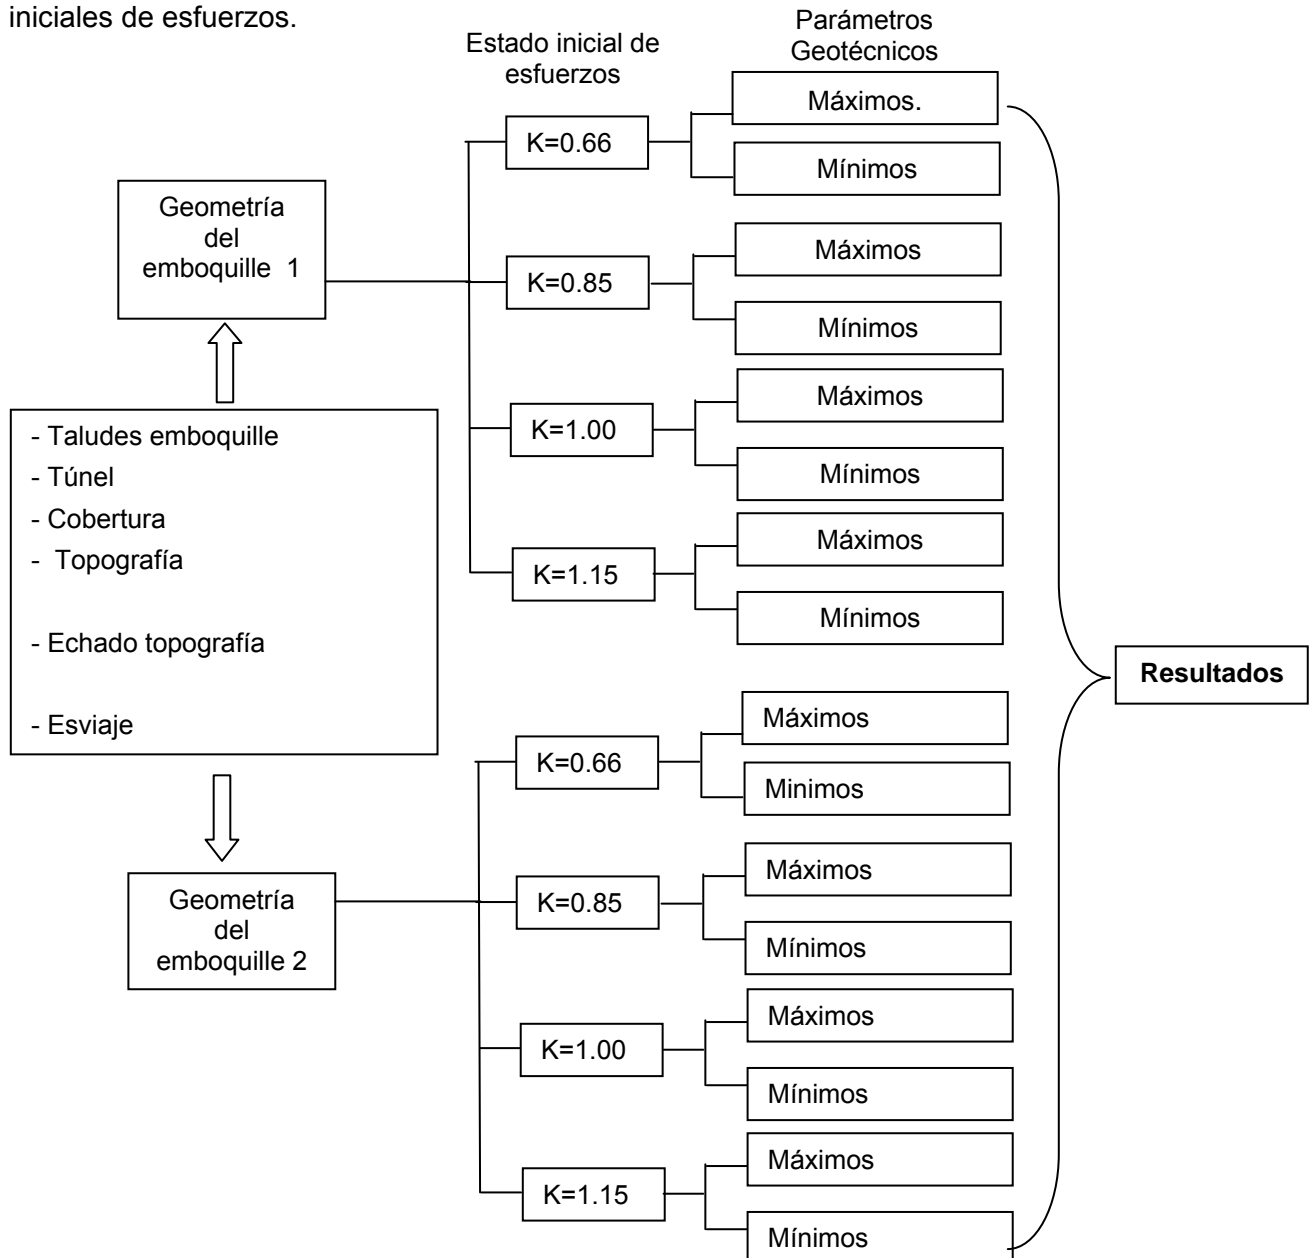 iniciales de esfuerzos.
Estado inicial de
esfuerzos
Parámetros
Geotécnicos
Geometría
del
emboquille 1
K=0.66
Máximos.
Mínimos
K=0.85
Máximos
Mínimos
K=1.00
Máximos
Mínimos
K=1.15
Máximos
Mínimos
- Taludes emboquille
- Túnel
- Cobertura
- Topografía
- Echado topografía
- Esviaje
Resultados
Geometría
del
emboquille 2
K=0.66
Máximos
Minimos
K=0.85
Máximos
Mínimos
K=1.00
Máximos
Mínimos
K=1.15
Máximos
Mínimos